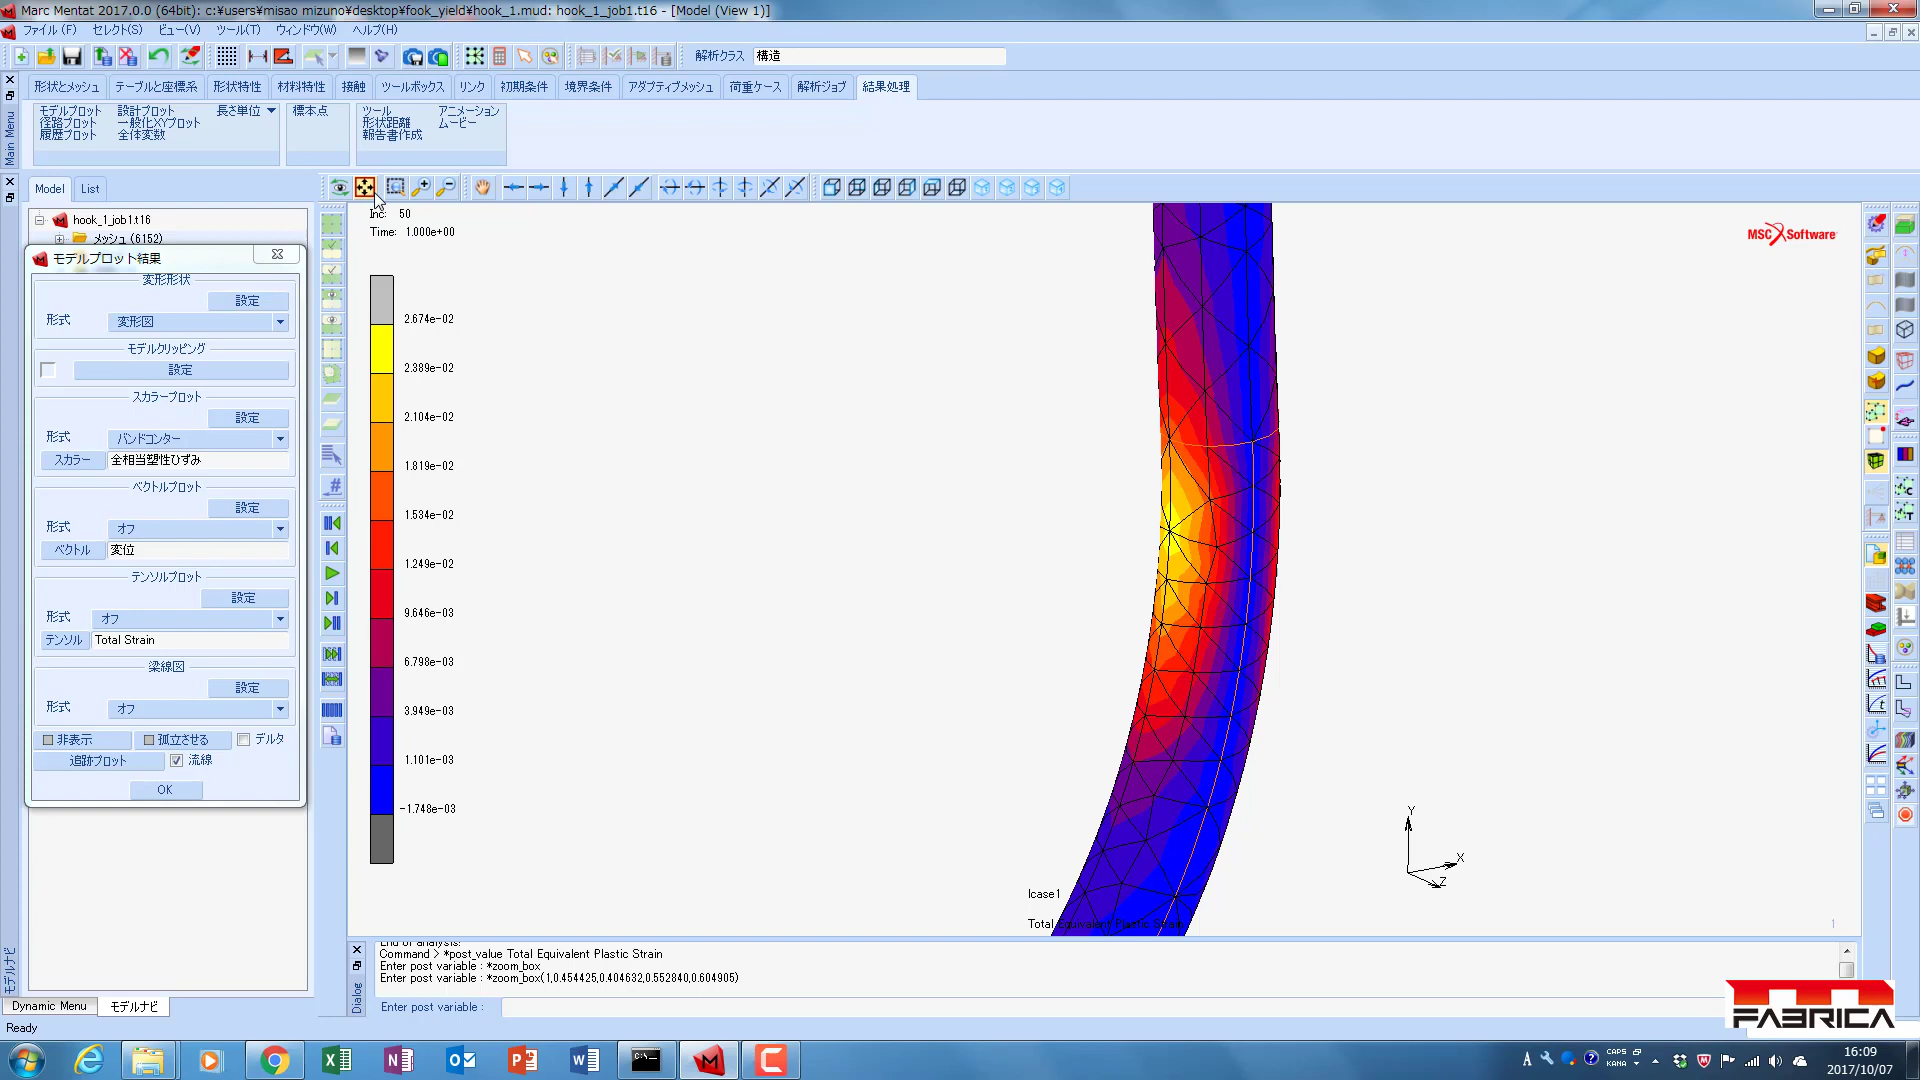 Marc Mentat 2017.0.0 (64bit): c:¥users¥misao mizuno¥desktop¥fook_yield¥hook_1.mud: hook_1_job1.t16 - [Model (View 1)]
ファイル (F) セレクト(S) ビュー(V) ツール(T) ウィンドウ(W) ヘルプ(H)
解析クラス 構造
形状とメッシュ テーブルと座標系 形状特性 材料特性 接触 ツールボックス リンク 初期条件 境界条件 アダプティブメッシュ 荷重ケース 解析ジョブ 結果処理
モデルプロット 設計プロット 長さ単位 標本点 ツール アニメーション
径路プロット 一般化XYプロット 形状距離 ムービー
履歴プロット 全体変数 報告書作成
Main Menu
Model List
hook_1_job1.t16
メッシュ (6152)
モデルプロット結果
変形形状
設定
形式 変形図
モデルクリッピング
設定
スカラープロット
設定
形式 バンドコンター
スカラー 全相当塑性ひずみ
ベクトルプロット
設定
形式 オフ
ベクトル 変位
テンソルプロット
設定
形式 オフ
テンソル Total Strain
梁線図
設定
形式 オフ
非表示 孤立させる デルタ
追跡プロット 流線
OK
Inc: 50
Time: 1.000e+00
2.674e-02
2.389e-02
2.104e-02
1.819e-02
1.534e-02
1.249e-02
9.646e-03
6.798e-03
3.949e-03
1.101e-03
-1.748e-03
MSC Software
Y
X
Z
lcase1
Total Equivalent Plastic Strain
1
End of analysis!
Command > *post_value Total Equivalent Plastic Strain
Enter post variable : *zoom_box
Enter post variable : *zoom_box(1,0.454425,0.404632,0.552840,0.604905)
Enter post variable :
Dialog
モデルナビ
Dynamic Menu モデルナビ
Ready
FABRICA
A CAPS KANA
16:09
2017/10/07